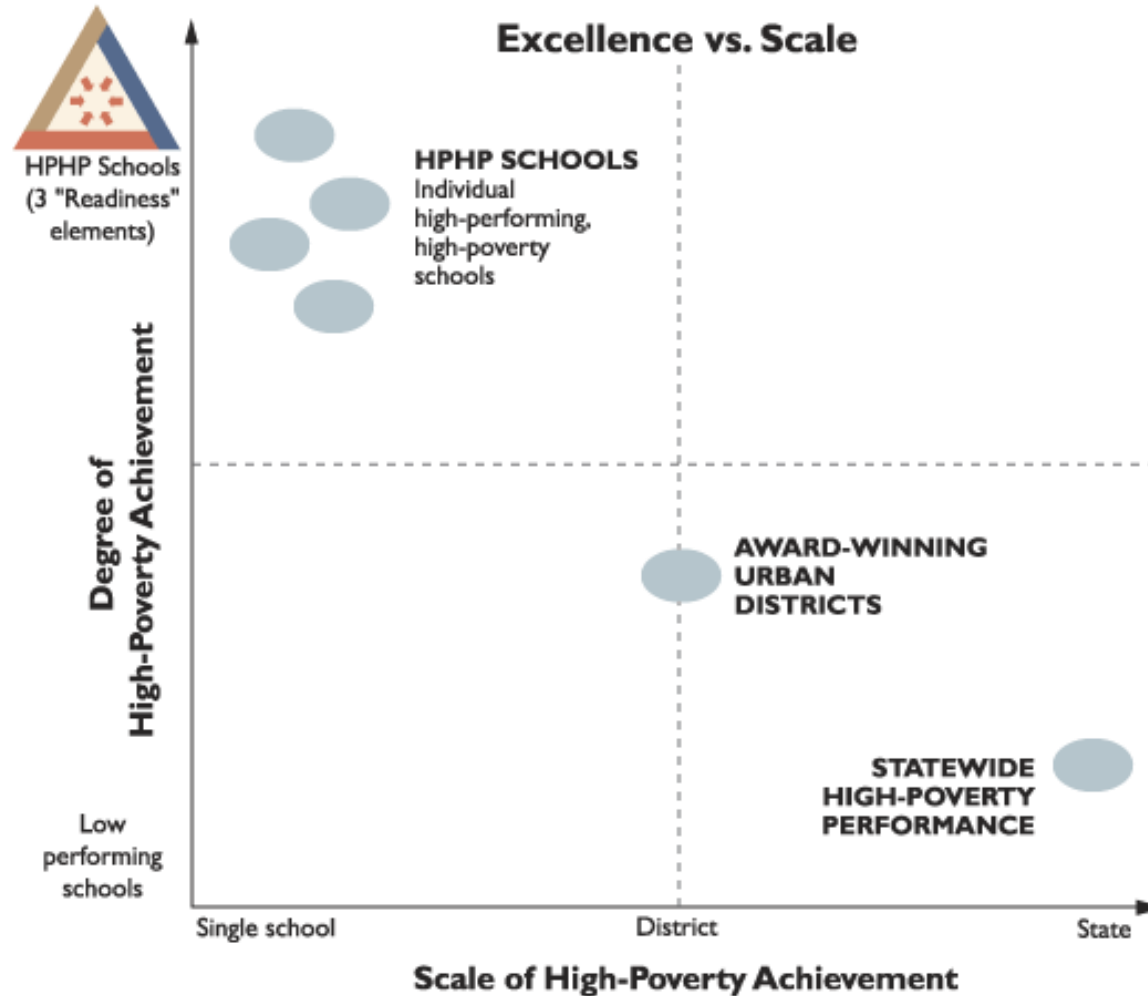 Excellence vs. Scale
HPHP Schools
(3 "Readiness"
elements)
HPHP SCHOOLS
Individual
high-performing,
high-poverty
schools
Degree of
High-Poverty Achievement
AWARD-WINNING
URBAN
DISTRICTS
STATEWIDE
HIGH-POVERTY
PERFORMANCE
Low
performing
schools
Single school
District
State
Scale of High-Poverty Achievement